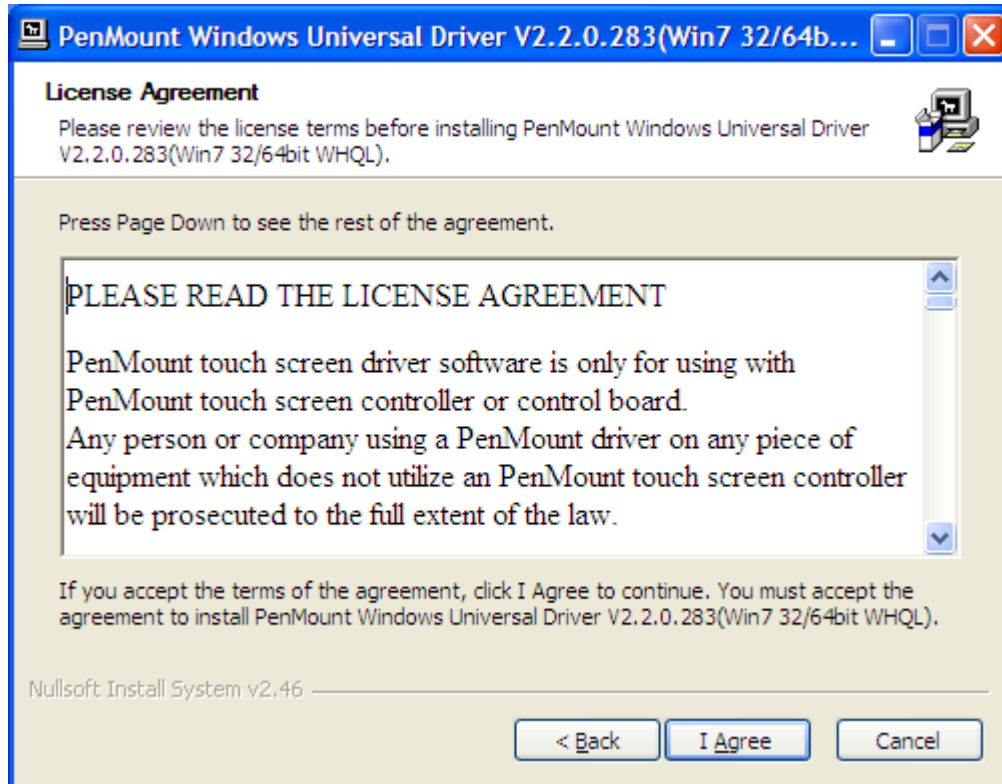 PenMount Windows Universal Driver V2.2.0.283(Win7 32/64b...
License Agreement
Please review the license terms before installing PenMount Windows Universal Driver
V2.2.0.283(Win7 32/64bit WHQL).
Press Page Down to see the rest of the agreement.
PLEASE READ THE LICENSE AGREEMENT
PenMount touch screen driver software is only for using with
PenMount touch screen controller or control board.
Any person or company using a PenMount driver on any piece of
equipment which does not utilize an PenMount touch screen controller
will be prosecuted to the full extent of the law.
If you accept the terms of the agreement, click I Agree to continue. You must accept the
agreement to install PenMount Windows Universal Driver V2.2.0.283(Win7 32/64bit WHQL).
Nullsoft Install System v2.46
< Back
I Agree
Cancel